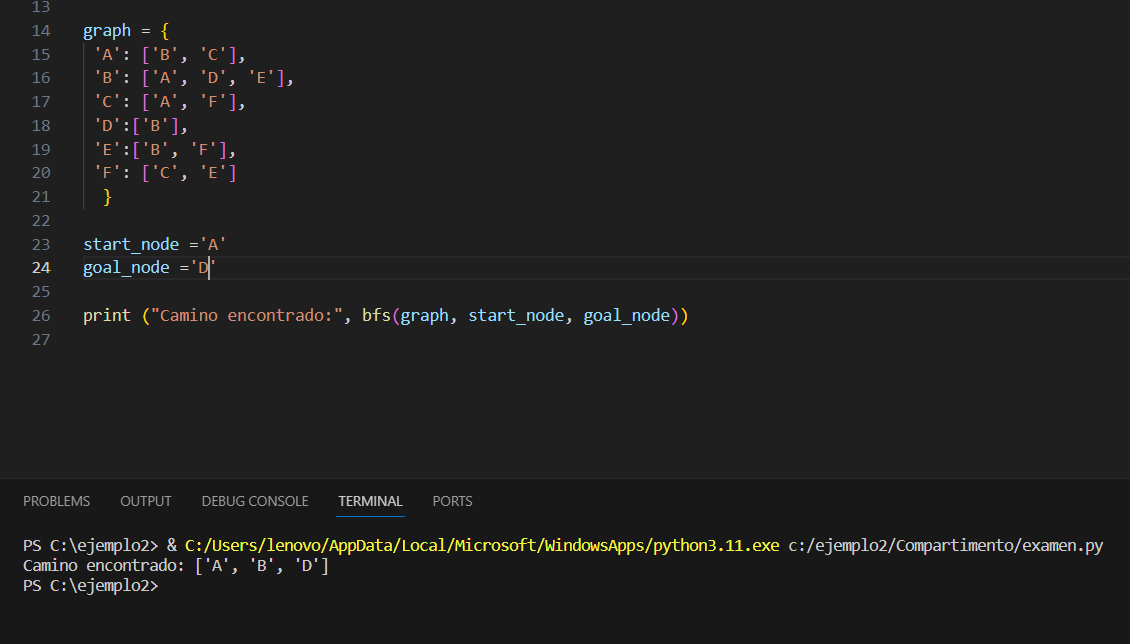 13
14 graph = {
15 'A': ['B', 'C'],
16 'B': ['A', 'D', 'E'],
17 'C': ['A', 'F'],
18 'D':['B'],
19 'E':['B', 'F'],
20 'F': ['C', 'E']
21 }
22
23 start_node ='A'
24 goal_node ='D'
25
26 print ("Camino encontrado:", bfs(graph, start_node, goal_node))
27
PROBLEMS OUTPUT DEBUG CONSOLE TERMINAL PORTS
PS C:\ejemplo2> & C:/Users/lenovo/AppData/Local/Microsoft/WindowsApps/python3.11.exe c:/ejemplo2/Compartimento/examen.py
Camino encontrado: ['A', 'B', 'D']
PS C:\ejemplo2>